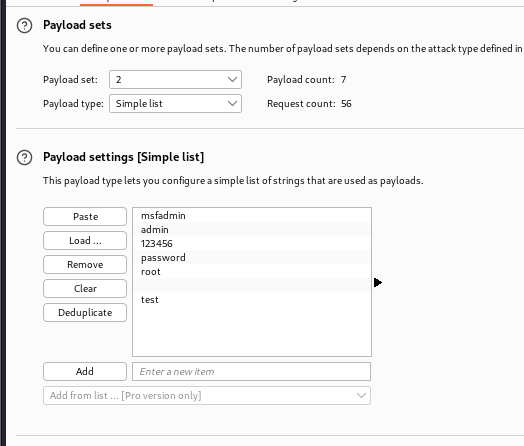 Payload sets
You can define one or more payload sets. The number of payload sets depends on the attack type defined in
Payload set: 2 Payload count: 7
Payload type: Simple list Request count: 56
Payload settings [Simple list]
This payload type lets you configure a simple list of strings that are used as payloads.
Paste
Load ...
Remove
Clear
Deduplicate
msfadmin
admin
123456
password
root
test
Add Enter a new item
Add from list ... [Pro version only]